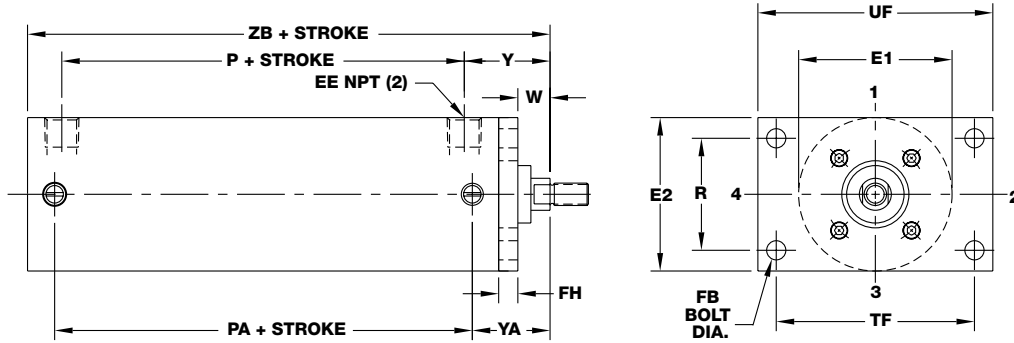 ZB + STROKE
P + STROKE
Y
EE NPT (2)
W
FH
PA + STROKE
YA
UF
E1
1
E2
R
4
2
3
FB
BOLT
DIA.
TF